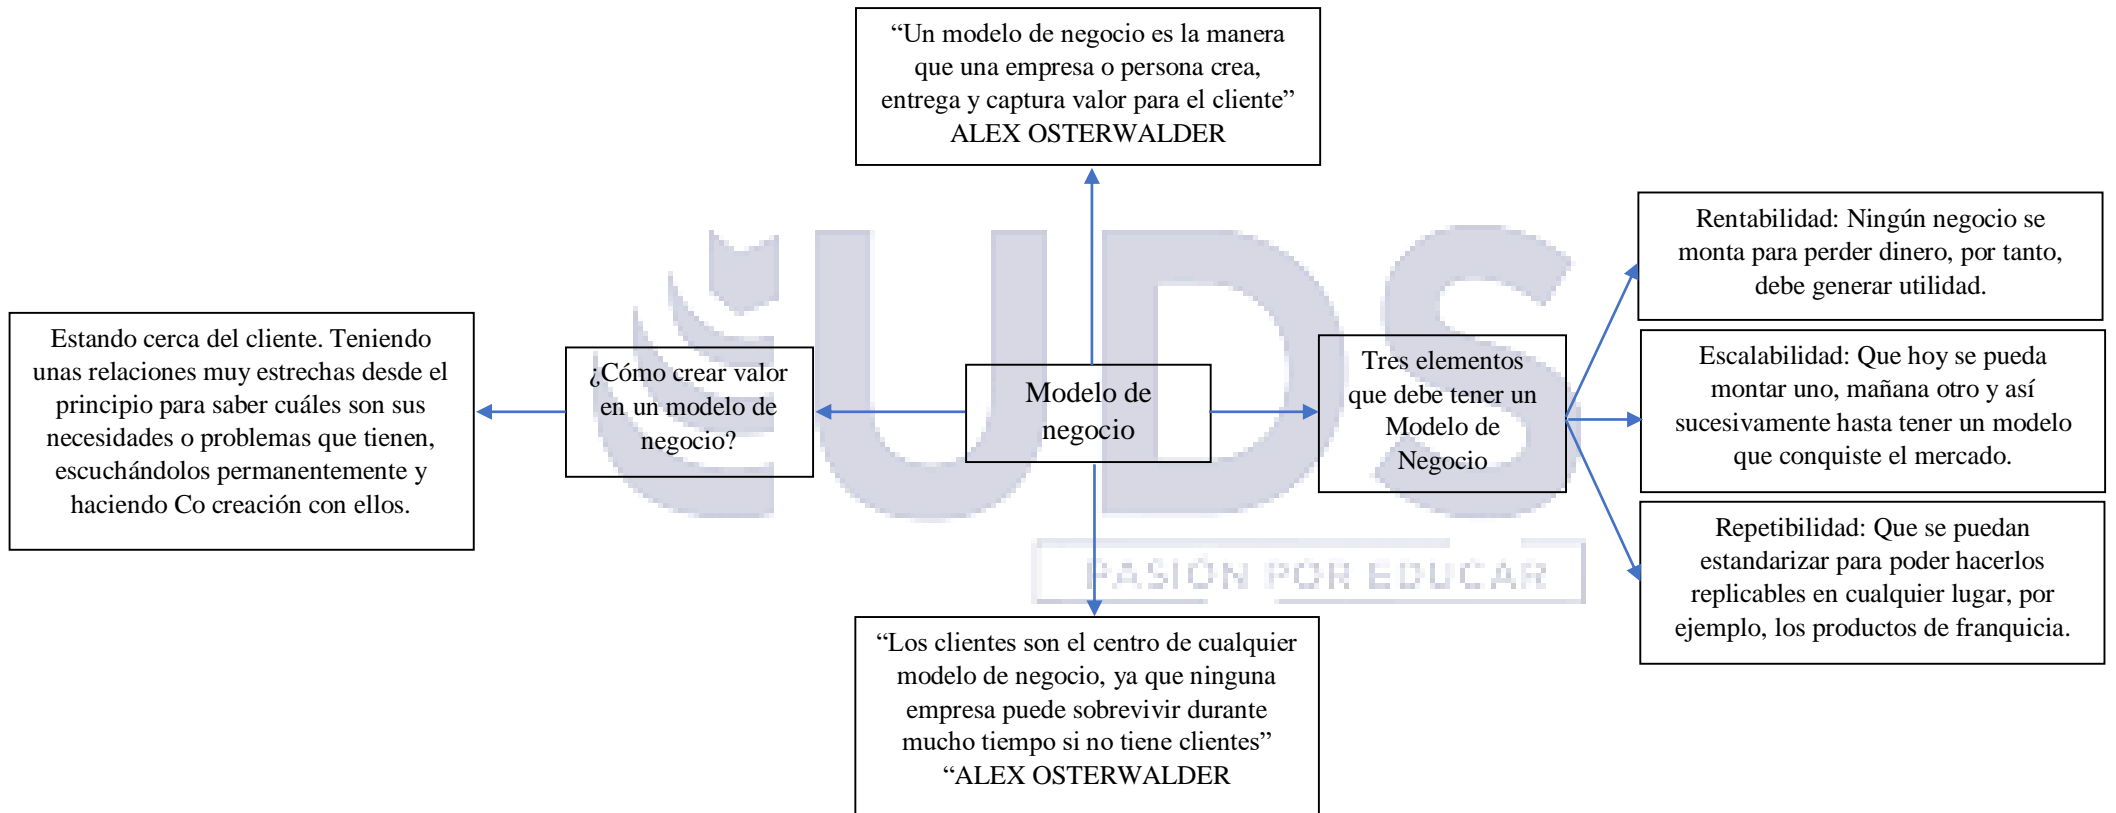 “Un modelo de negocio es la manera
que una empresa o persona crea,
entrega y captura valor para el cliente”
ALEX OSTERWALDER
Estando cerca del cliente. Teniendo
unas relaciones muy estrechas desde el
principio para saber cuáles son sus
necesidades o problemas que tienen,
escuchándolos permanentemente y
haciendo Co creación con ellos.
¿Cómo crear valor
en un modelo de
negocio?
Modelo de
negocio
Tres elementos
que debe tener un
Modelo de
Negocio
Rentabilidad: Ningún negocio se
monta para perder dinero, por tanto,
debe generar utilidad.
Escalabilidad: Que hoy se pueda
montar uno, mañana otro y así
sucesivamente hasta tener un modelo
que conquiste el mercado.
Repetibilidad: Que se puedan
estandarizar para poder hacerlos
replicables en cualquier lugar, por
ejemplo, los productos de franquicia.
“Los clientes son el centro de cualquier
modelo de negocio, ya que ninguna
empresa puede sobrevivir durante
mucho tiempo si no tiene clientes”
“ALEX OSTERWALDER
UDS
PASIÓN POR EDUCAR